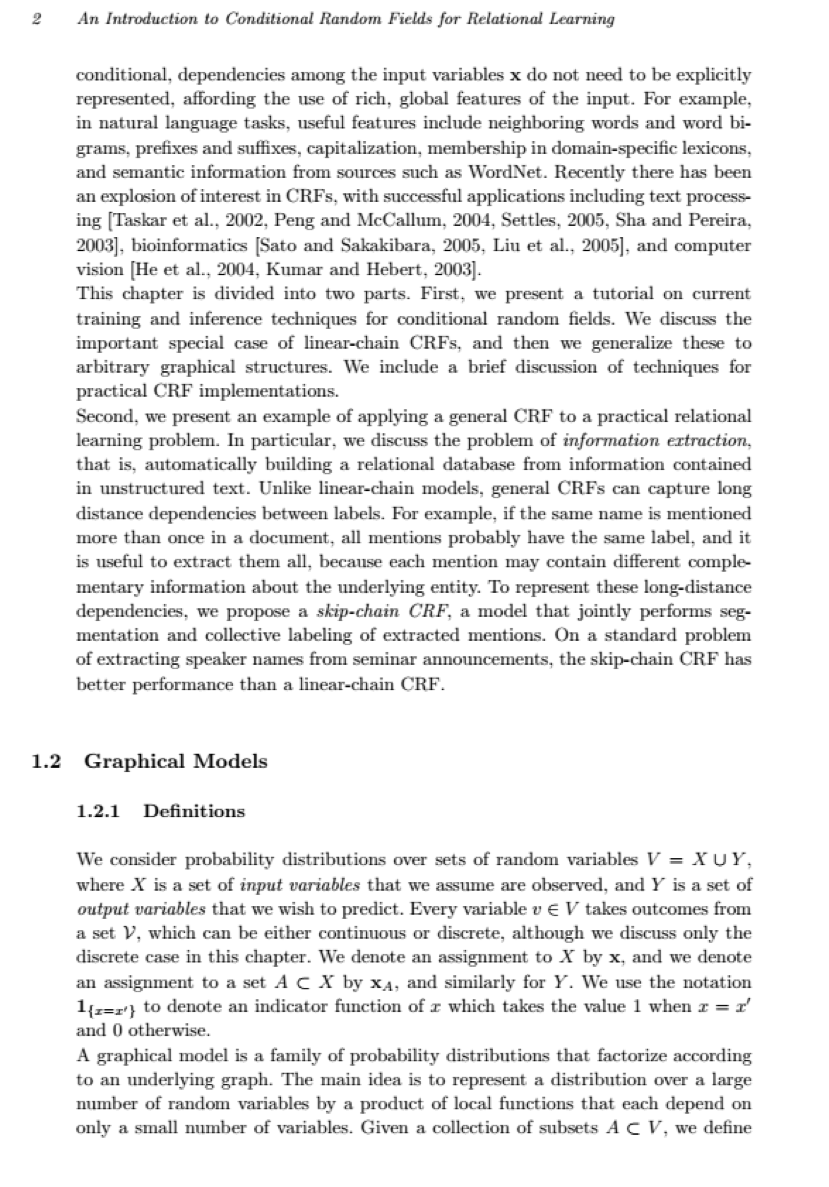 2 An Introduction to Conditional Random Fields for Relational Learning
conditional, dependencies among the input variables x do not need to be explicitly
represented, affording the use of rich, global features of the input. For example,
in natural language tasks, useful features include neighboring words and word bi-
grams, prefixes and suffixes, capitalization, membership in domain-specific lexicons,
and semantic information from sources such as WordNet. Recently there has been
an explosion of interest in CRFs, with successful applications including text process-
ing [Taskar et al., 2002, Peng and McCallum, 2004, Settles, 2005, Sha and Pereira,
2003], bioinformatics [Sato and Sakakibara, 2005, Liu et al., 2005], and computer
vision [He et al., 2004, Kumar and Hebert, 2003].
This chapter is divided into two parts. First, we present a tutorial on current
training and inference techniques for conditional random fields. We discuss the
important special case of linear-chain CRFs, and then we generalize these to
arbitrary graphical structures. We include a brief discussion of techniques for
practical CRF implementations.
Second, we present an example of applying a general CRF to a practical relational
learning problem. In particular, we discuss the problem of information extraction,
that is, automatically building a relational database from information contained
in unstructured text. Unlike linear-chain models, general CRFs can capture long
distance dependencies between labels. For example, if the same name is mentioned
more than once in a document, all mentions probably have the same label, and it
is useful to extract them all, because each mention may contain different comple-
mentary information about the underlying entity. To represent these long-distance
dependencies, we propose a skip-chain CRF, a model that jointly performs seg-
mentation and collective labeling of extracted mentions. On a standard problem
of extracting speaker names from seminar announcements, the skip-chain CRF has
better performance than a linear-chain CRF.
1.2 Graphical Models
1.2.1 Definitions
We consider probability distributions over sets of random variables V = X ∪ Y,
where X is a set of input variables that we assume are observed, and Y is a set of
output variables that we wish to predict. Every variable v ∈ V takes outcomes from
a set 𝒱, which can be either continuous or discrete, although we discuss only the
discrete case in this chapter. We denote an assignment to X by x, and we denote
an assignment to a set A ⊂ X by x_A, and similarly for Y. We use the notation
1_{x=x′} to denote an indicator function of x which takes the value 1 when x = x′
and 0 otherwise.
A graphical model is a family of probability distributions that factorize according
to an underlying graph. The main idea is to represent a distribution over a large
number of random variables by a product of local functions that each depend on
only a small number of variables. Given a collection of subsets A ⊂ V, we define